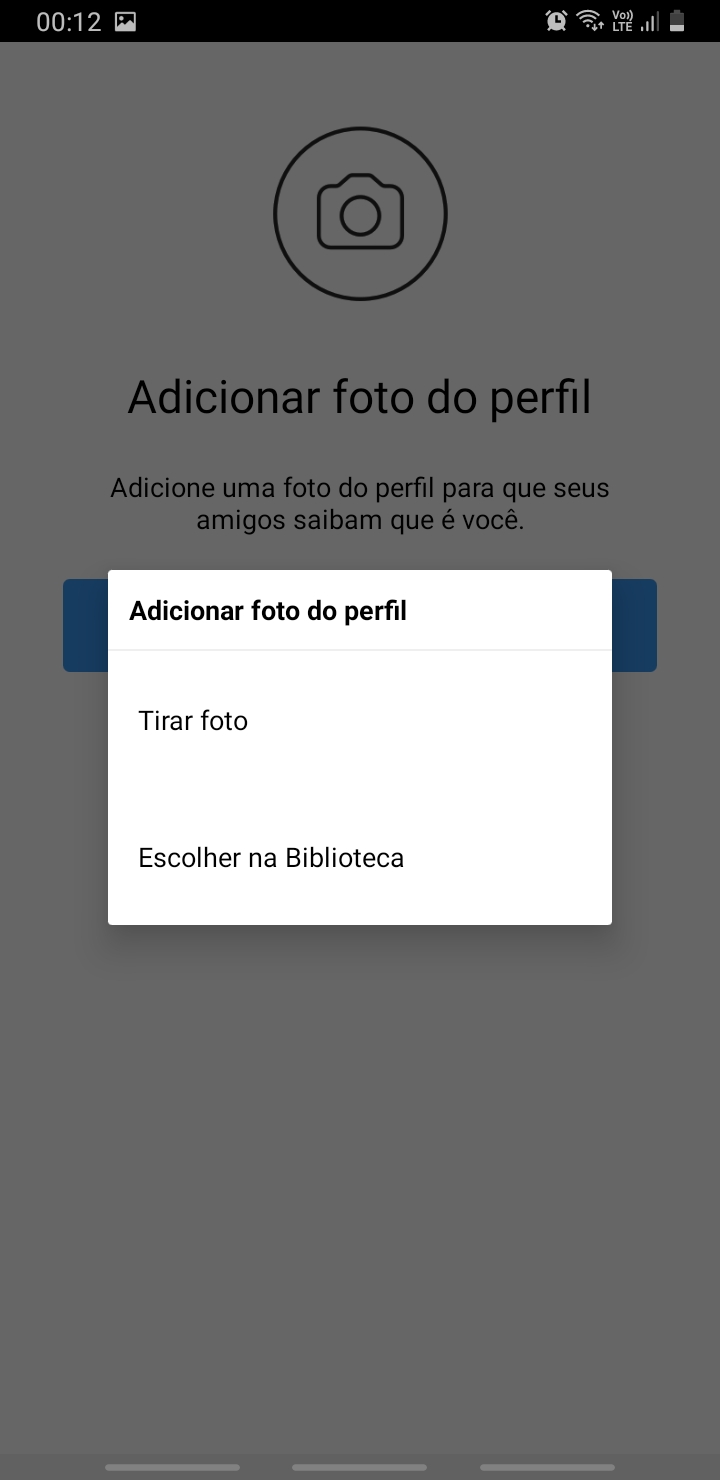 00:12
Vo))
LTE
Adicionar foto do perfil
Adicione uma foto do perfil para que seus
amigos saibam que é você.
Adicionar foto do perfil
Tirar foto
Escolher na Biblioteca